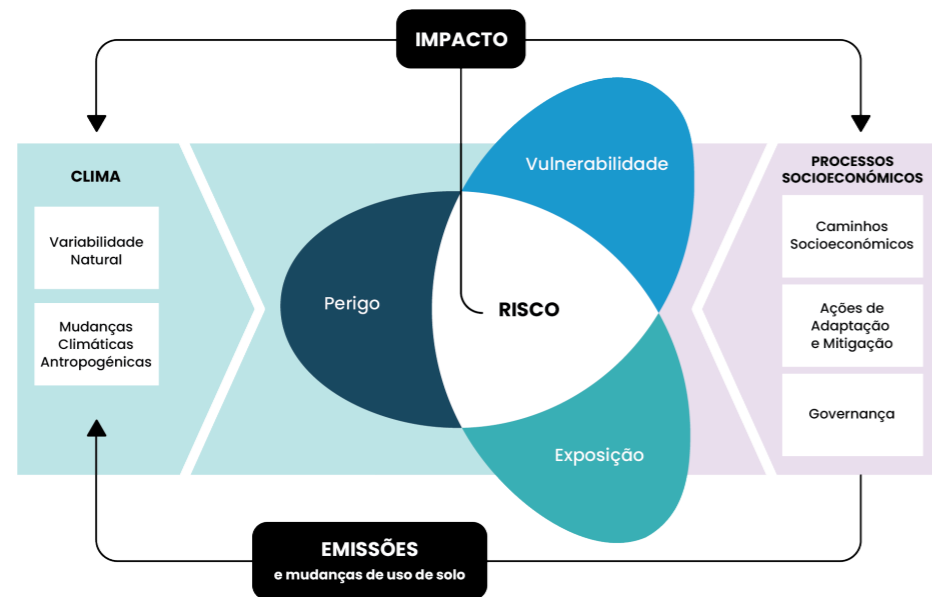 IMPACTO
CLIMA
Variabilidade
Natural
Mudanças
Climáticas
Antropogénicas
Perigo
Vulnerabilidade
RISCO
Exposição
PROCESSOS
SOCIOECONÓMICOS
Caminhos
Socioeconómicos
Ações de
Adaptação
e Mitigação
Governança
EMISSÕES
e mudanças de uso de solo